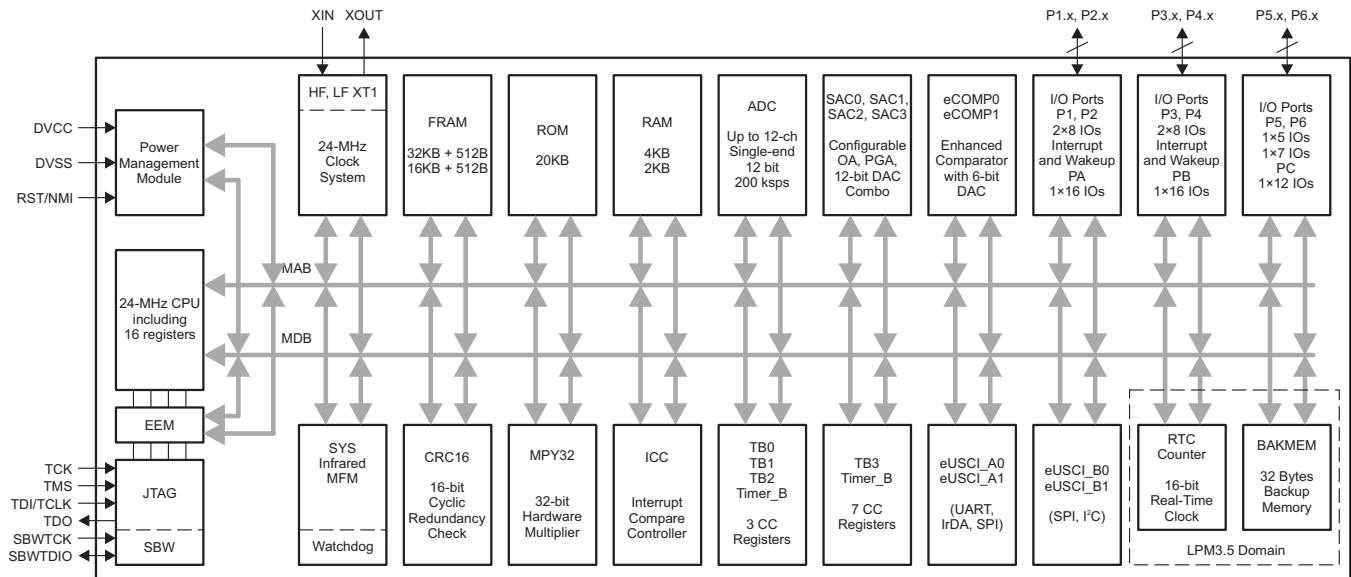 XIN XOUT
P1.x, P2.x
P3.x, P4.x
P5.x, P6.x
DVCC
DVSS
RST/NMI
Power
Management
Module
HF, LF XT1
24-MHz
Clock
System
FRAM
32KB + 512B
16KB + 512B
ROM
20KB
RAM
4KB
2KB
ADC
Up to 12-ch
Single-end
12 bit
200 ksps
SAC0, SAC1,
SAC2, SAC3
Configurable
OA, PGA,
12-bit DAC
Combo
eCOMP0
eCOMP1
Enhanced
Comparator
with 6-bit
DAC
I/O Ports
P1, P2
2×8 IOs
Interrupt
and Wakeup
PA
1×16 IOs
I/O Ports
P3, P4
2×8 IOs
Interrupt
and Wakeup
PB
1×16 IOs
I/O Ports
P5, P6
1×5 IOs
1×7 IOs
PC
1×12 IOs
24-MHz CPU
including
16 registers
MAB
MDB
EEM
TCK
TMS
TDI/TCLK
TDO
SBWTCK
SBWTDIO
JTAG
SBW
SYS
Infrared
MFM
Watchdog
CRC16
16-bit
Cyclic
Redundancy
Check
MPY32
32-bit
Hardware
Multiplier
ICC
Interrupt
Compare
Controller
TB0
TB1
TB2
Timer_B
3 CC
Registers
TB3
Timer_B
7 CC
Registers
eUSCI_A0
eUSCI_A1
(UART,
IrDA, SPI)
eUSCI_B0
eUSCI_B1
(SPI, I²C)
RTC
Counter
16-bit
Real-Time
Clock
BAKMEM
32 Bytes
Backup
Memory
LPM3.5 Domain